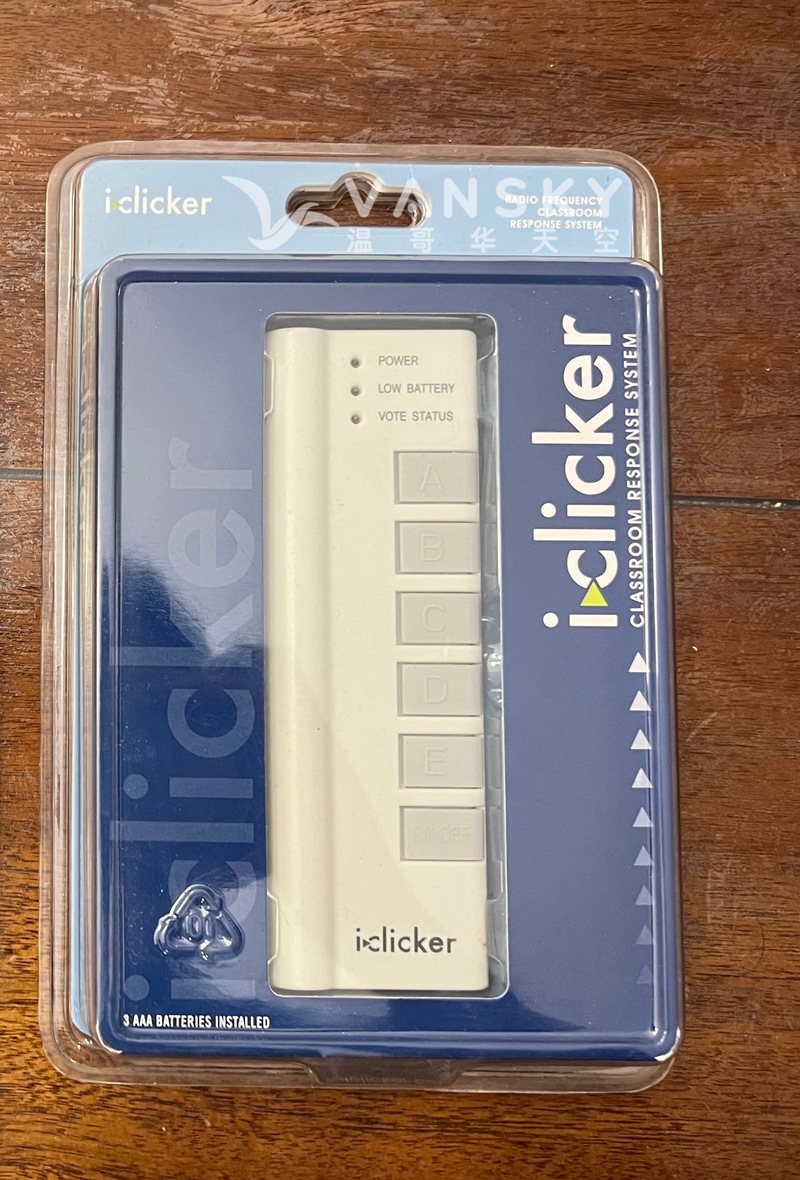 i>clicker
VANSKY
温哥华天空
RADIO FREQUENCY
CLASSROOM
RESPONSE SYSTEM
i>clicker
CLASSROOM RESPONSE SYSTEM
i>clicker
POWER
LOW BATTERY
VOTE STATUS
A
B
C
D
E
ON/OFF
i>clicker
01
3 AAA BATTERIES INSTALLED